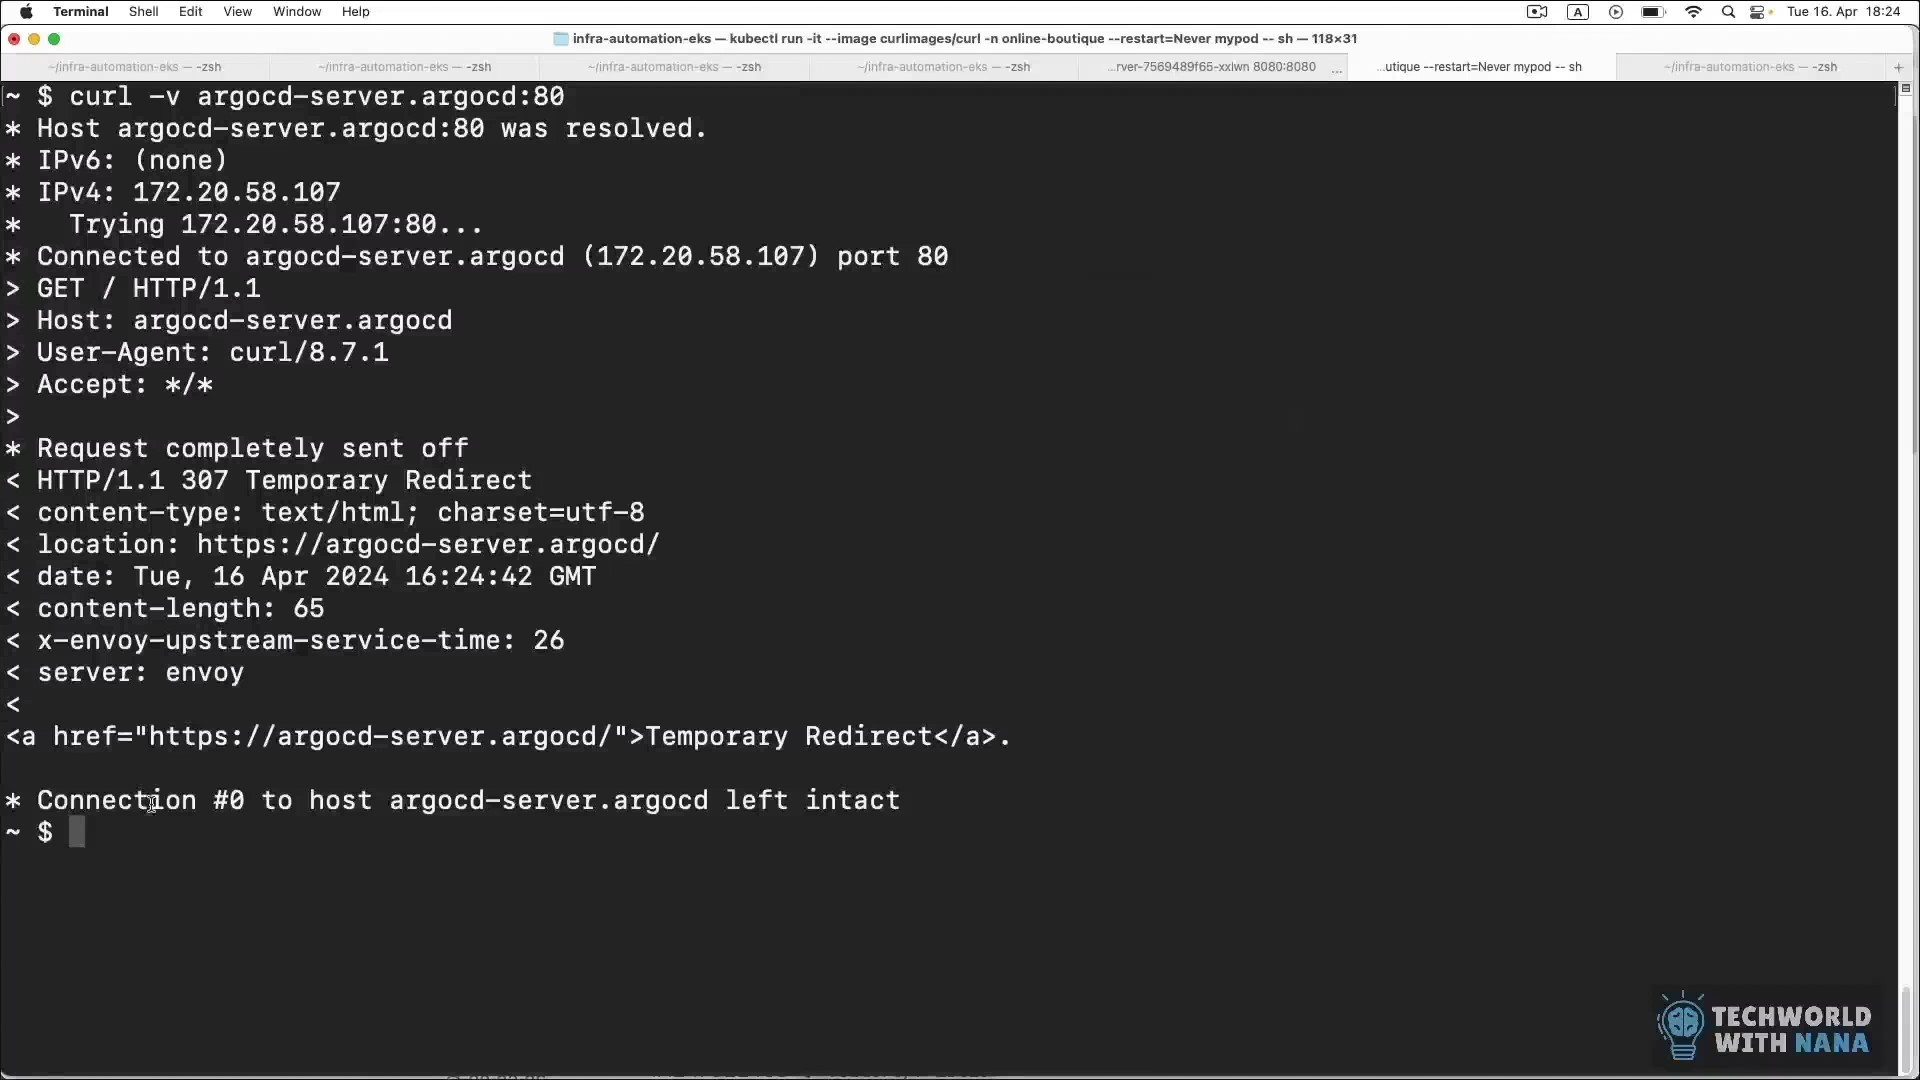 Terminal Shell Edit View Window Help A Tue 16. Apr 18:24
infra-automation-eks — kubectl run -it --image curlimages/curl -n online-boutique --restart=Never mypod -- sh — 118×31
~/infra-automation-eks — -zsh ~/infra-automation-eks — -zsh ~/infra-automation-eks — -zsh ~/infra-automation-eks — -zsh ...rver-7569489f65-xxlwn 8080:8080 ... ...utique --restart=Never mypod -- sh ~/infra-automation-eks — -zsh +
~ $ curl -v argocd-server.argocd:80
* Host argocd-server.argocd:80 was resolved.
* IPv6: (none)
* IPv4: 172.20.58.107
*   Trying 172.20.58.107:80...
* Connected to argocd-server.argocd (172.20.58.107) port 80
> GET / HTTP/1.1
> Host: argocd-server.argocd
> User-Agent: curl/8.7.1
> Accept: */*
>
* Request completely sent off
< HTTP/1.1 307 Temporary Redirect
< content-type: text/html; charset=utf-8
< location: https://argocd-server.argocd/
< date: Tue, 16 Apr 2024 16:24:42 GMT
< content-length: 65
< x-envoy-upstream-service-time: 26
< server: envoy
<
<a href="https://argocd-server.argocd/">Temporary Redirect</a>.
* Connection #0 to host argocd-server.argocd left intact
~ $
TECHWORLD
WITH NANA